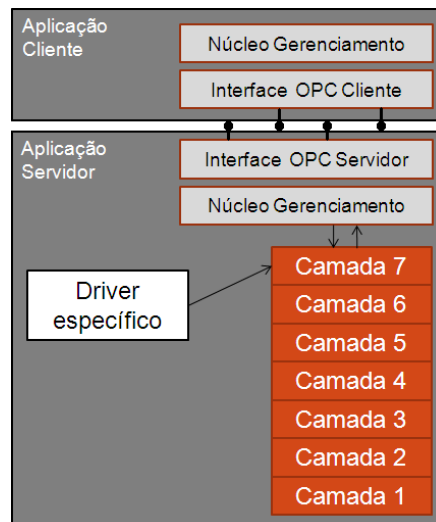 Aplicação
Cliente
Núcleo Gerenciamento
Interface OPC Cliente
Aplicação
Servidor
Interface OPC Servidor
Núcleo Gerenciamento
Driver
específico
Camada 7
Camada 6
Camada 5
Camada 4
Camada 3
Camada 2
Camada 1